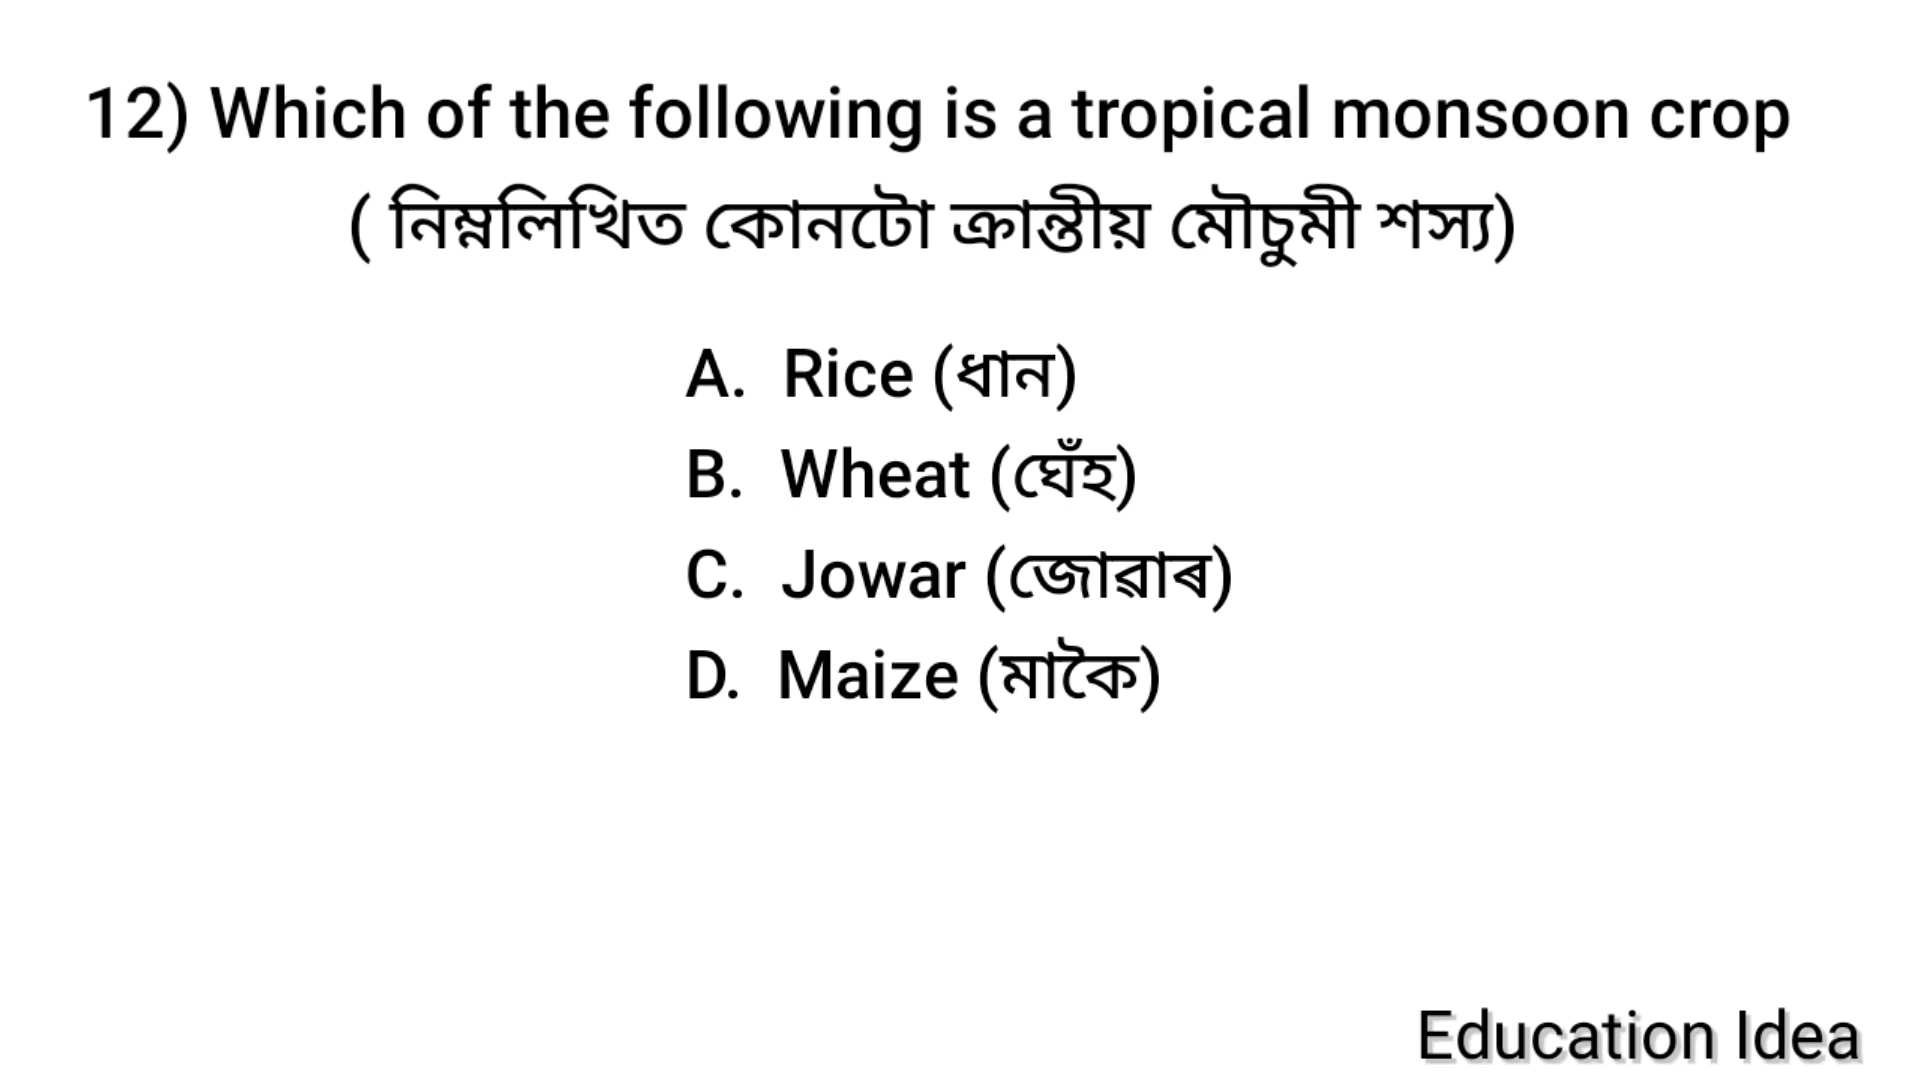 12) Which of the following is a tropical monsoon crop
( নিম্নলিখিত কোনটো ক্ৰান্তীয় মৌচুমী শস্য)
A. Rice (ধান)
B. Wheat (ঘেঁহ)
C. Jowar (জোৱাৰ)
D. Maize (মাকৈ)
Education Idea